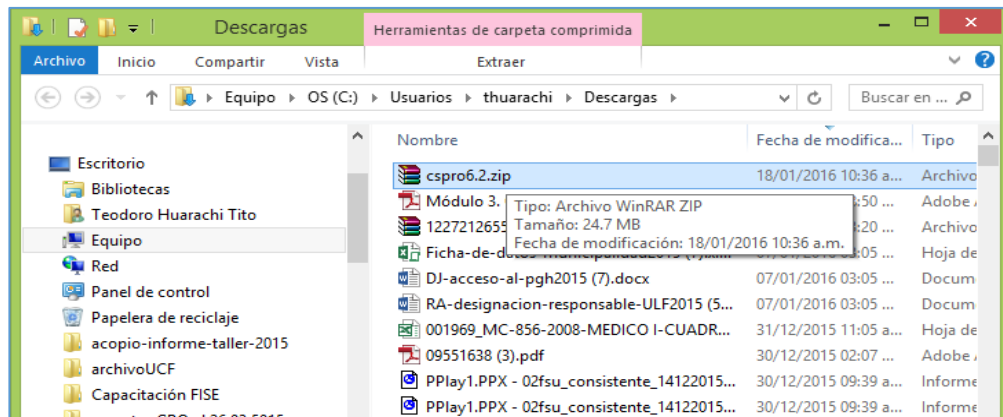 Descargas
Herramientas de carpeta comprimida
Archivo Inicio Compartir Vista Extraer
Equipo OS (C:) Usuarios thuarachi Descargas Buscar en ...
Nombre Fecha de modifica... Tipo
Escritorio
Bibliotecas
Teodoro Huarachi Tito
Equipo
Red
Panel de control
Papelera de reciclaje
acopio-informe-taller-2015
archivoUCF
Capacitación FISE
cspro6.2.zip 18/01/2016 10:36 a... Archivo
Módulo 3. :50 ... Adobe
1227212655 :20 ... Archivo
Tipo: Archivo WinRAR ZIP
Tamaño: 24.7 MB
Fecha de modificación: 18/01/2016 10:36 a.m.
Ficha-de- :05 ... Hoja de
DJ-acceso-al-pgh2015 (7).docx 07/01/2016 03:05 ... Docum
RA-designacion-responsable-ULF2015 (5... 07/01/2016 03:05 ... Docum
001969_MC-856-2008-MEDICO I-CUADR... 31/12/2015 11:05 a... Hoja de
09551638 (3).pdf 30/12/2015 02:07 ... Adobe
PPlay1.PPX - 02fsu_consistente_14122015... 30/12/2015 09:39 a... Informe
PPlay1.PPX - 02fsu_consistente_14122015... 30/12/2015 09:39 a... Informe